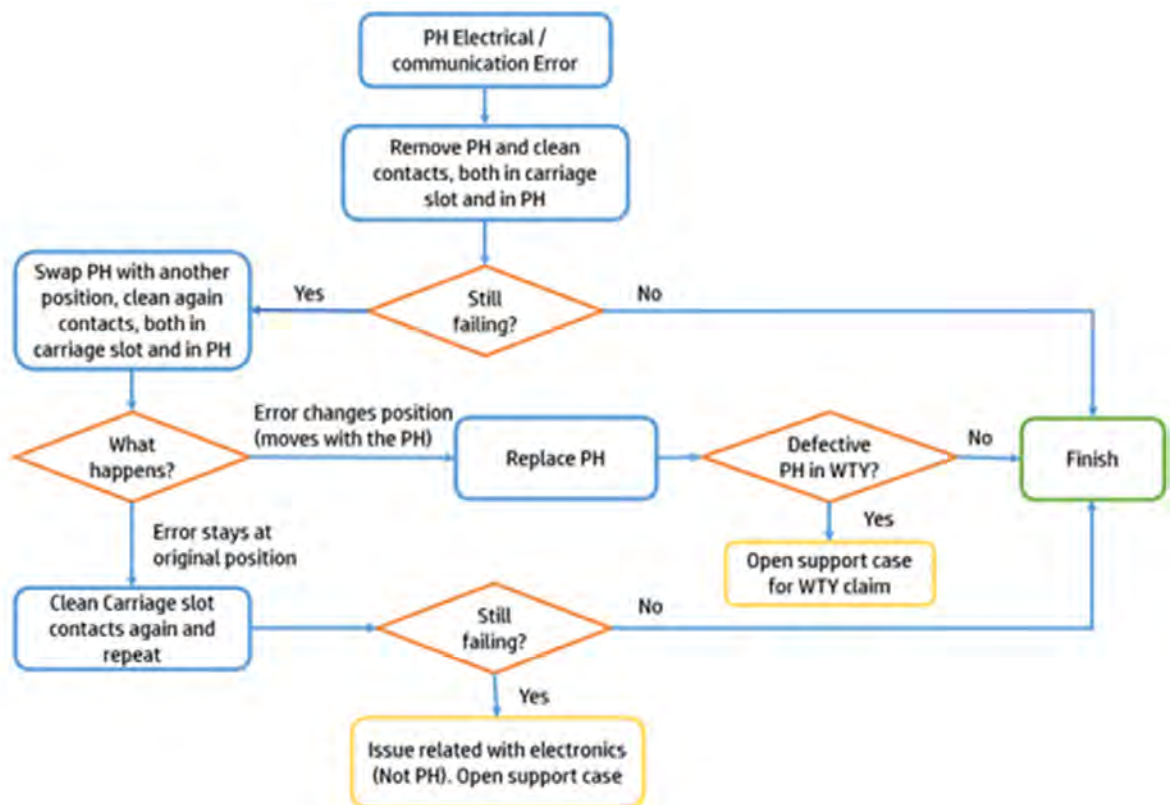 PH Electrical /
communication Error
Remove PH and clean
contacts, both in carriage
slot and in PH
Swap PH with another
position, clean again
contacts, both in
carriage slot and in PH
Yes
Still
failing?
No
What
happens?
Error changes position
(moves with the PH)
Replace PH
Defective
PH in WTY?
No
Finish
Yes
Open support case
for WTY claim
Error stays at
original position
Clean Carriage slot
contacts again and
repeat
Still
failing?
No
Yes
Issue related with electronics
(Not PH). Open support case